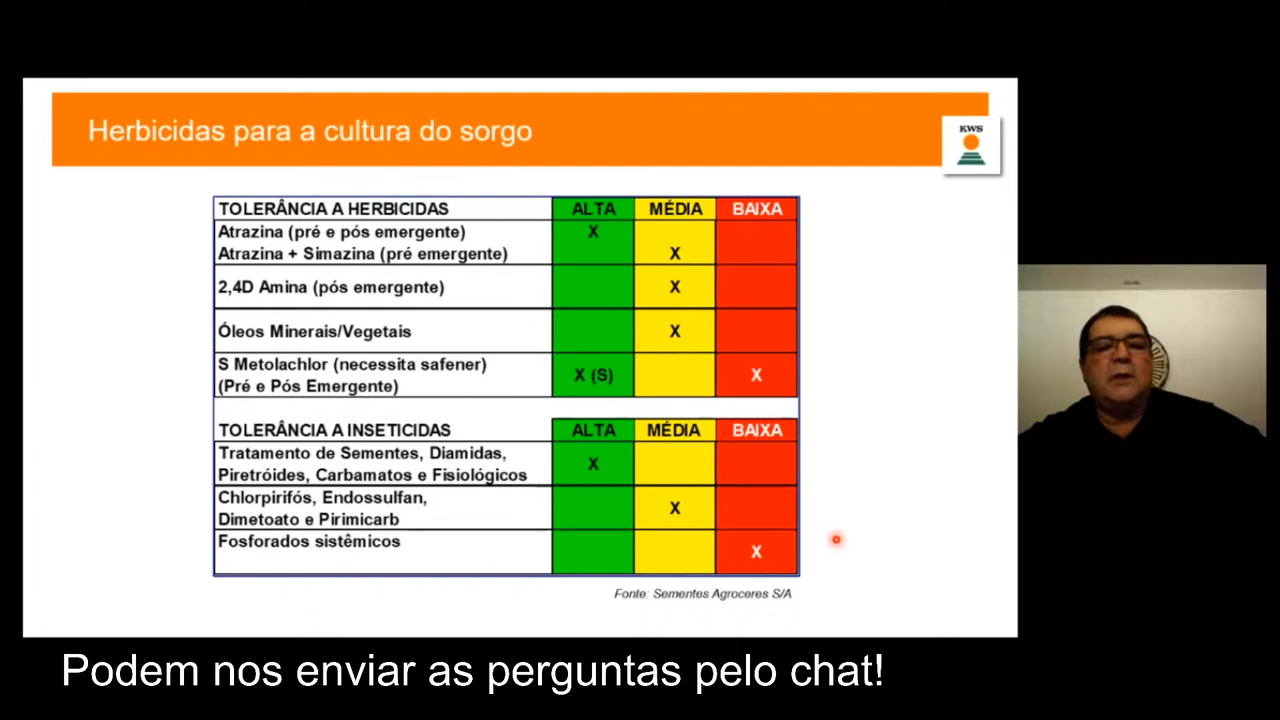 Herbicidas para a cultura do sorgo
KWS
TOLERÂNCIA A HERBICIDAS ALTA MÉDIA BAIXA
Atrazina (pré e pós emergente) X
Atrazina + Simazina (pré emergente) X
2,4D Amina (pós emergente) X
Óleos Minerais/Vegetais X
S Metolachlor (necessita safener)
(Pré e Pós Emergente) X (S) X
TOLERÂNCIA A INSETICIDAS ALTA MÉDIA BAIXA
Tratamento de Sementes, Diamidas,
Piretróides, Carbamatos e Fisiológicos X
Chlorpirifós, Endossulfan,
Dimetoato e Pirimicarb X
Fosforados sistêmicos X
Fonte: Sementes Agroceres S/A
Podem nos enviar as perguntas pelo chat!